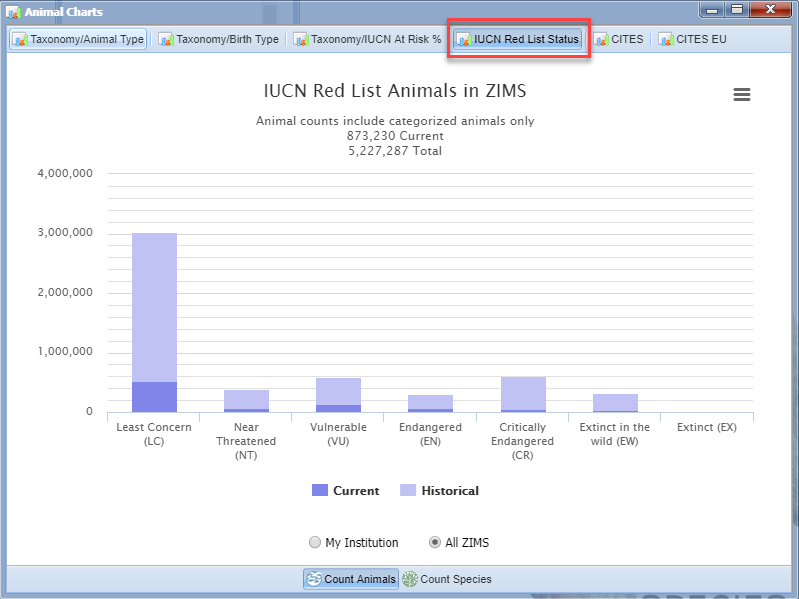 Animal Charts
Taxonomy/Animal Type Taxonomy/Birth Type Taxonomy/IUCN At Risk % IUCN Red List Status CITES CITES EU
IUCN Red List Animals in ZIMS
Animal counts include categorized animals only
873,230 Current
5,227,287 Total
4,000,000
3,000,000
2,000,000
1,000,000
0
Least Concern (LC)
Near Threatened (NT)
Vulnerable (VU)
Endangered (EN)
Critically Endangered (CR)
Extinct in the wild (EW)
Extinct (EX)
Current Historical
My Institution All ZIMS
Count Animals Count Species